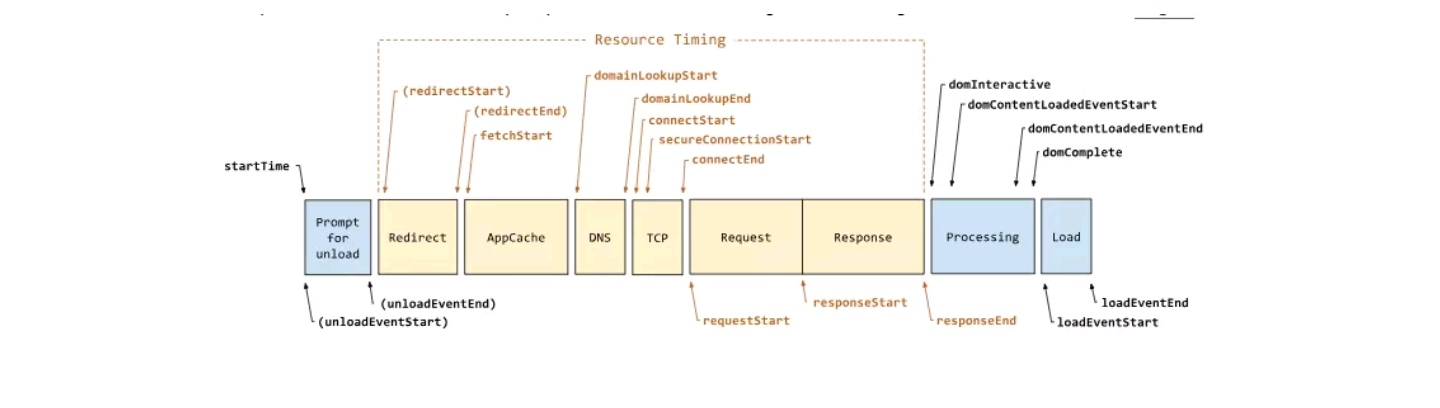 Resource Timing
domainLookupStart
domInteractive
(redirectStart)
domainLookupEnd
domContentLoadedEventStart
(redirectEnd)
connectStart
domContentLoadedEventEnd
fetchStart
secureConnectionStart
domComplete
connectEnd
startTime
Prompt
for
unload
Redirect
AppCache
DNS
TCP
Request
Response
Processing
Load
(unloadEventEnd)
responseStart
loadEventEnd
(unloadEventStart)
requestStart
responseEnd
loadEventStart